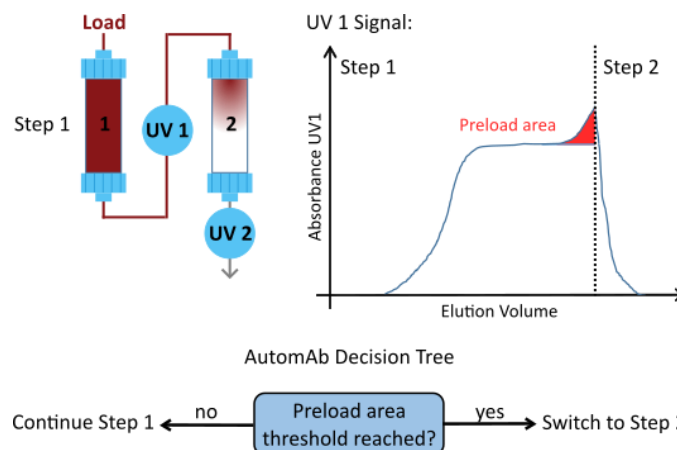 Load
UV 1 Signal:
Step 1
1
UV 1
2
UV 2
Step 1
Step 2
Preload area
Absorbance UV1
Elution Volume
AutomAb Decision Tree
Continue Step 1
no
Preload area
threshold reached?
yes
Switch to Step